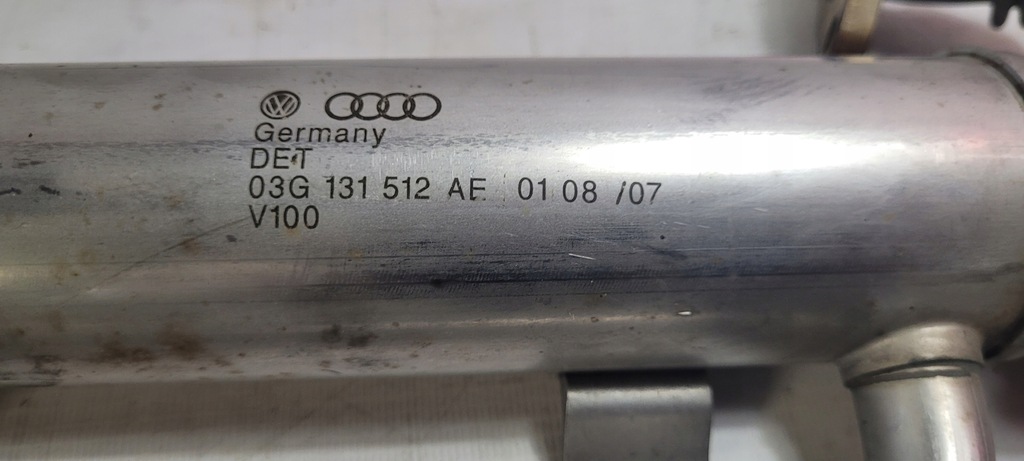 Germany
DET
03G 131 512 AE 01 08 /07
V100